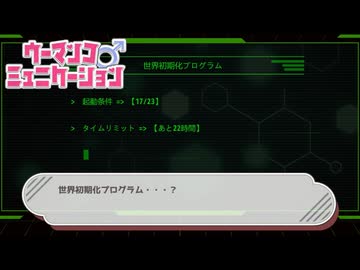 ウーマンコ
ミュニケーション
世界初期化プログラム
> 起動条件 => 【17/23】
> タイムリミット => 【あと22時間】
世界初期化プログラム・・・？